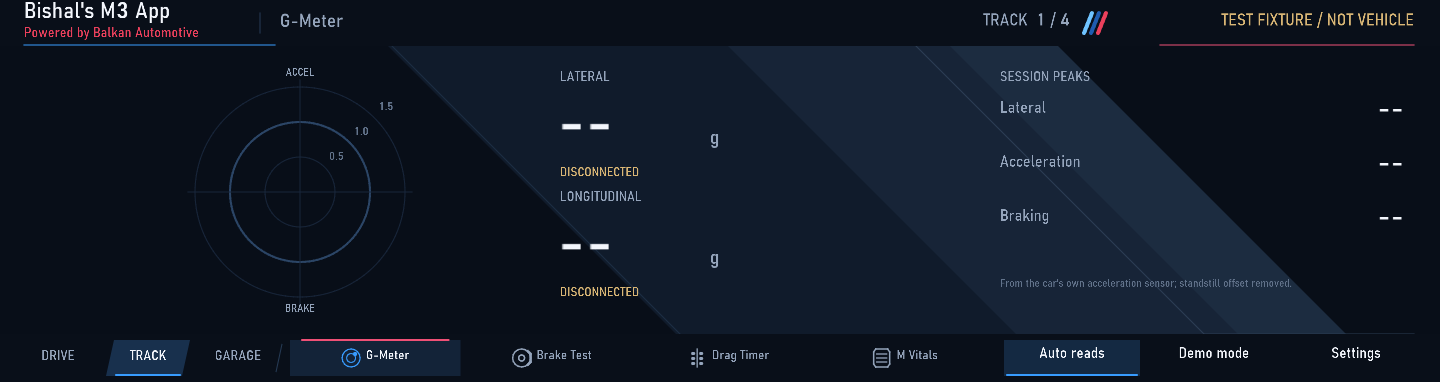 Bishal's M3 App
Powered by Balkan Automotive
G-Meter
TRACK 1 / 4
TEST FIXTURE / NOT VEHICLE
ACCEL
1.5
1.0
0.5
BRAKE
LATERAL
-- g
DISCONNECTED
LONGITUDINAL
-- g
DISCONNECTED
SESSION PEAKS
Lateral --
Acceleration --
Braking --
From the car's own acceleration sensor; standstill offset removed.
DRIVE
TRACK
GARAGE
G-Meter
Brake Test
Drag Timer
M Vitals
Auto reads
Demo mode
Settings